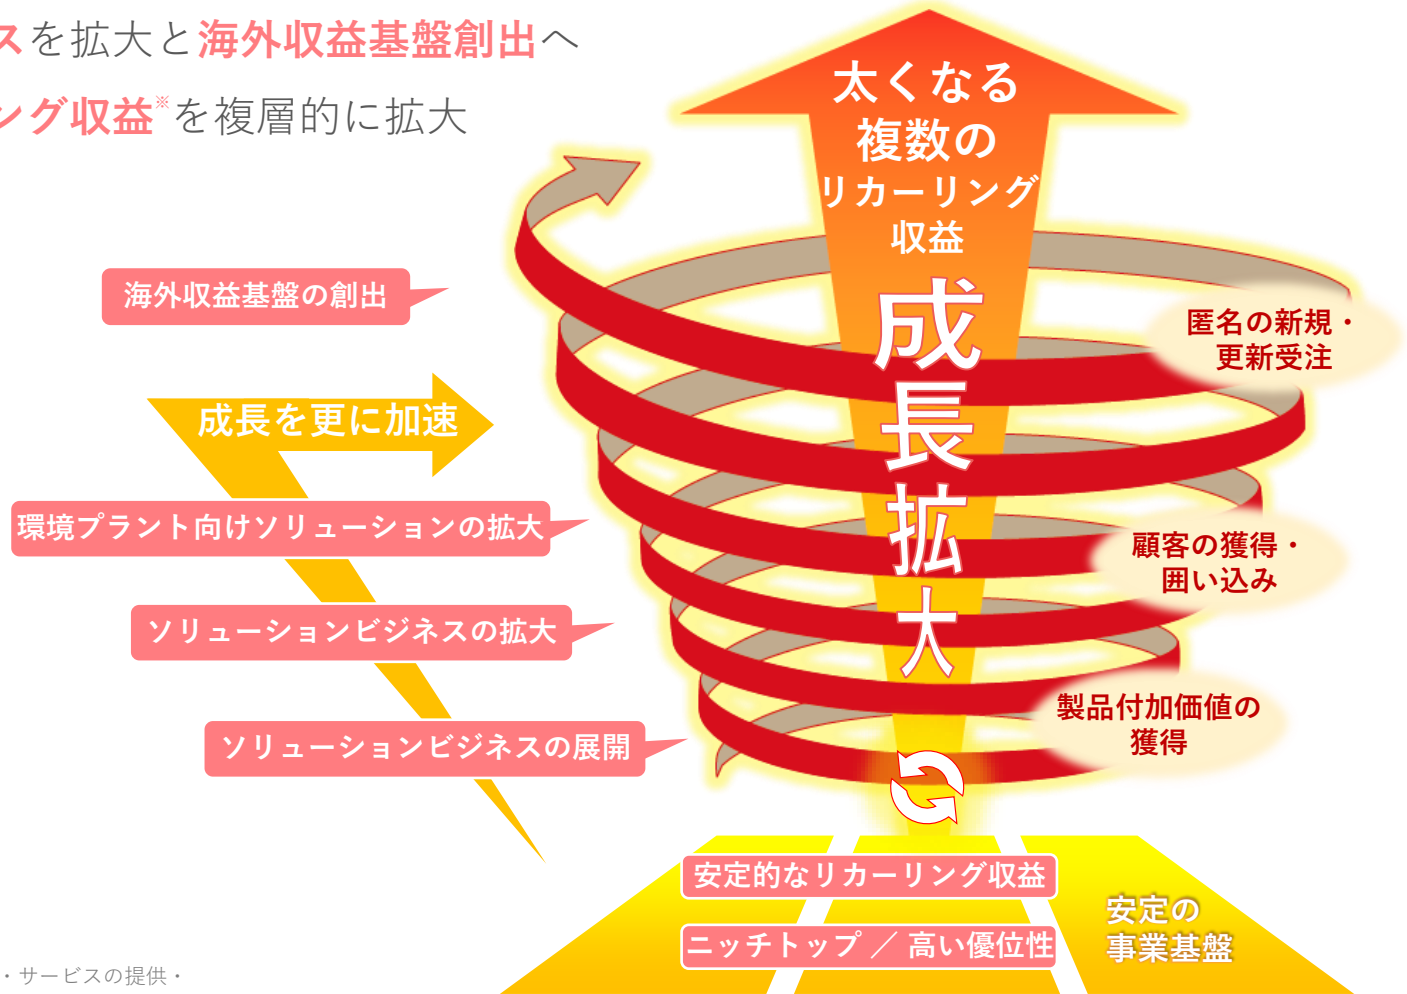 スを拡大と海外収益基盤創出へ
ング収益※を複層的に拡大
太くなる
複数の
リカーリング
収益
成長拡大
海外収益基盤の創出
成長を更に加速
環境プラント向けソリューションの拡大
ソリューションビジネスの拡大
ソリューションビジネスの展開
匿名の新規・
更新受注
顧客の獲得・
囲い込み
製品付加価値の
獲得
安定的なリカーリング収益
ニッチトップ ／ 高い優位性
安定の
事業基盤
・サービスの提供・